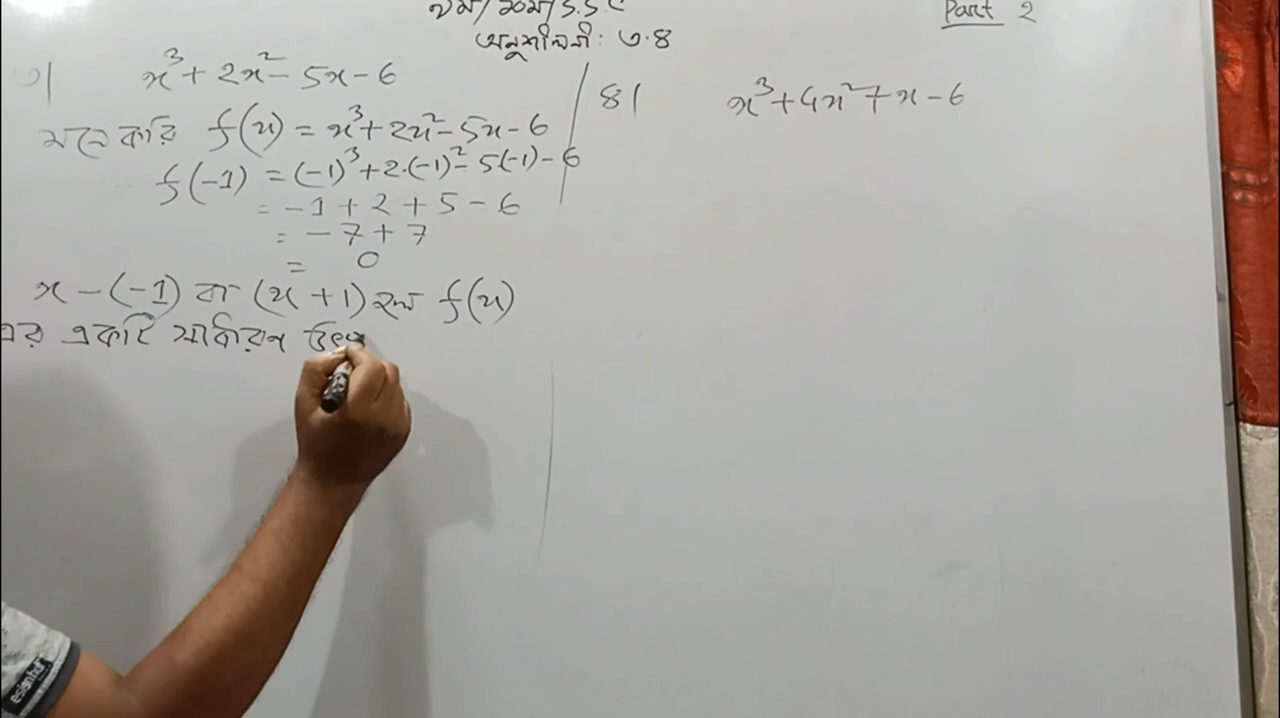 ৯ম/১০ম/S.S.C
Part 2
অনুশীলনী: ৩.৪
৩| x³ + 2x² - 5x - 6
মনে করি f(x) = x³ + 2x² - 5x - 6
f(-1) = (-1)³ + 2.(-1)² - 5(-1) - 6
= -1 + 2 + 5 - 6
= -7 + 7
= 0
x - (-1) বা (x + 1) হল f(x)
এর একটি সাধারণ উৎপ
৪| x³ + 4x² + x - 6